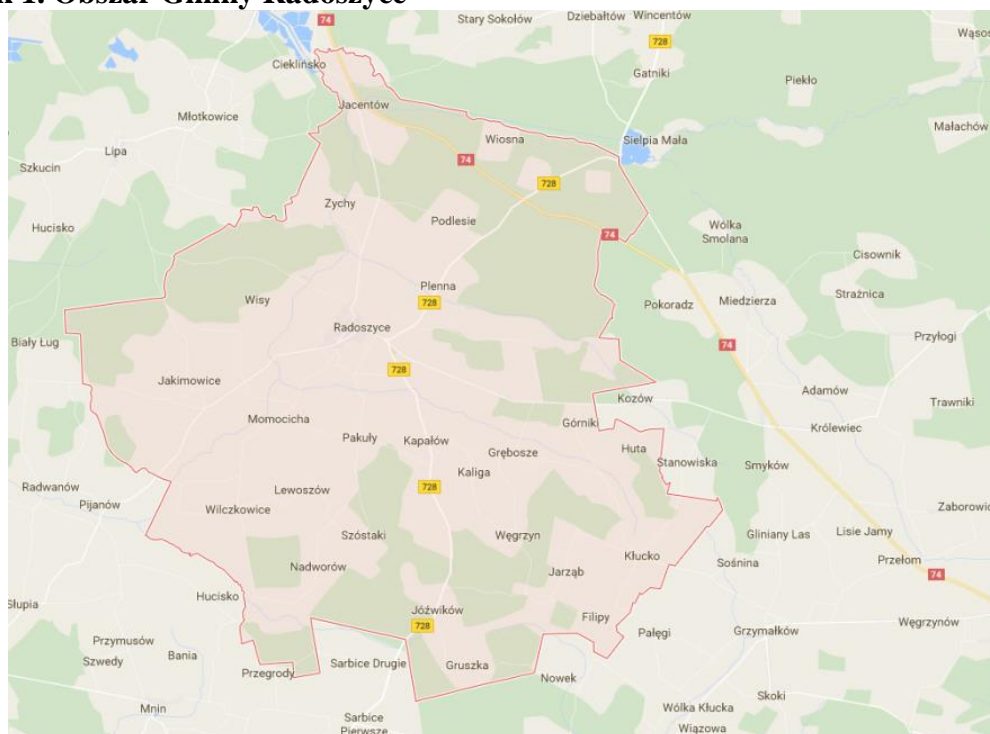 1. Obszar Gminy Radoszyce
74
Stary Sokołów
Dziebałtów
Wincentów
728
Cieklińsko
Gatniki
Piekło
Jacentów
Młotkowice
Wiosna
Sielpia Mała
Małachów
Lipa
74
Szkucin
728
Zychy
Podlesie
Hucisko
Wólka
Smolana
74
Cisownik
Plenna
Wisy
728
Pokoradz
Miedzierza
Strażnica
Radoszyce
Biały Ług
74
Przyłogi
728
Jakimowice
Adamów
Kozów
Trawniki
Momocicha
Górniki
Królewiec
Pakuły
Kapałów
Grębosze
Huta
Kaliga
Stanowiska
Smyków
Radwanów
Lewoszów
728
Pijanów
Wilczkowice
Zaborowic
Szóstaki
Węgrzyn
Gliniany Las
Lisie Jamy
Kłucko
Sośnina
Przełom
Nadworów
Jarząb
74
Hucisko
Słupia
Jóźwików
Filipy
728
Pałęgi
Grzymałków
Węgrzynów
Przymusów
Bania
Szwedy
Sarbice Drugie
Gruszka
Przegrody
Nowek
Skoki
Mnin
Wólka Kłucka
Sarbice
Pierwsze
Wiązowa